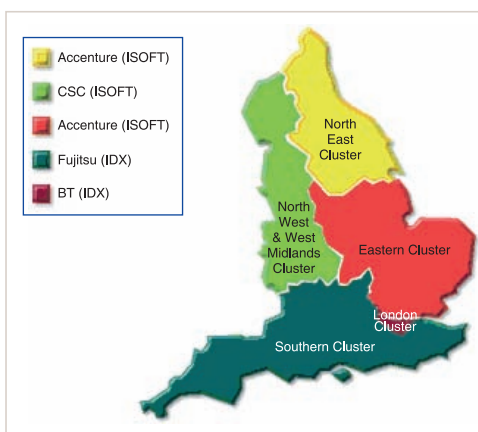 Accenture (ISOFT)
CSC (ISOFT)
Accenture (ISOFT)
Fujitsu (IDX)
BT (IDX)
North
East
Cluster
North
West
& West
Midlands
Cluster
Eastern Cluster
London
Cluster
Southern Cluster